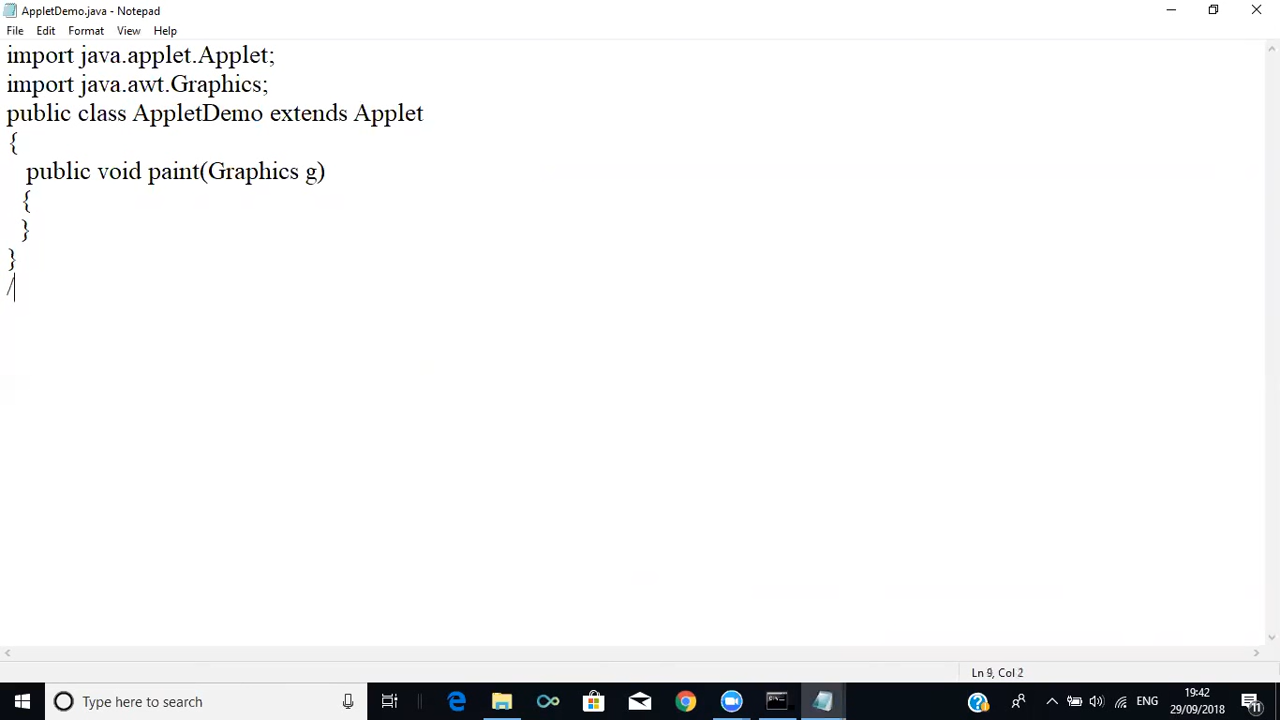 AppletDemo.java - Notepad
File Edit Format View Help
import java.applet.Applet;
import java.awt.Graphics;
public class AppletDemo extends Applet
{
public void paint(Graphics g)
{
}
}
/
Ln 9, Col 2
Type here to search
ENG
19:42
29/09/2018
11